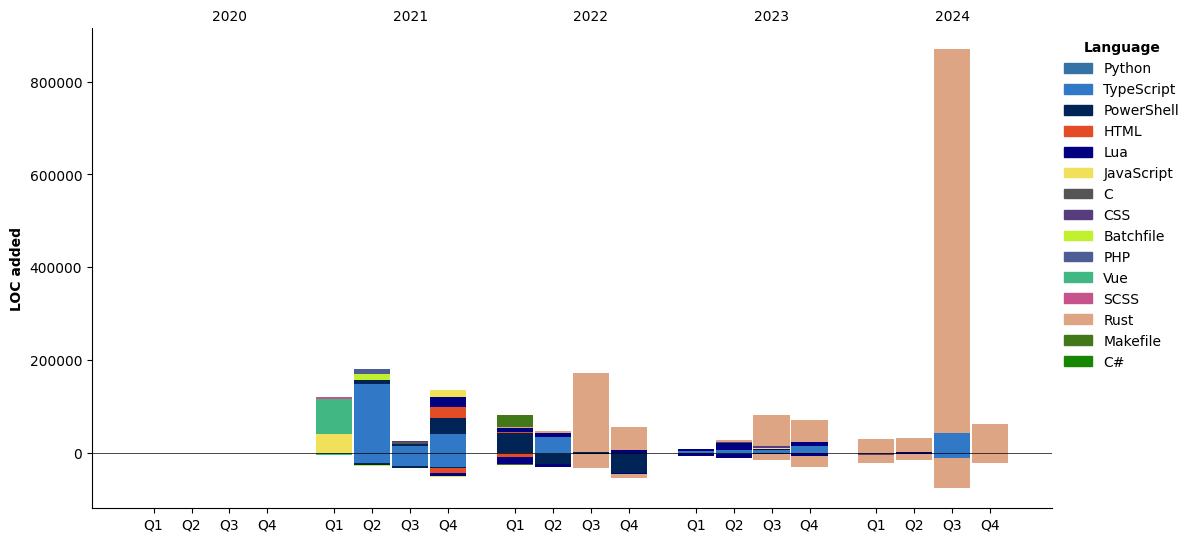 2020 2021 2022 2023 2024
LOC added
800000
600000
400000
200000
0
Q1 Q2 Q3 Q4 Q1 Q2 Q3 Q4 Q1 Q2 Q3 Q4 Q1 Q2 Q3 Q4 Q1 Q2 Q3 Q4
Language
Python
TypeScript
PowerShell
HTML
Lua
JavaScript
C
CSS
Batchfile
PHP
Vue
SCSS
Rust
Makefile
C#